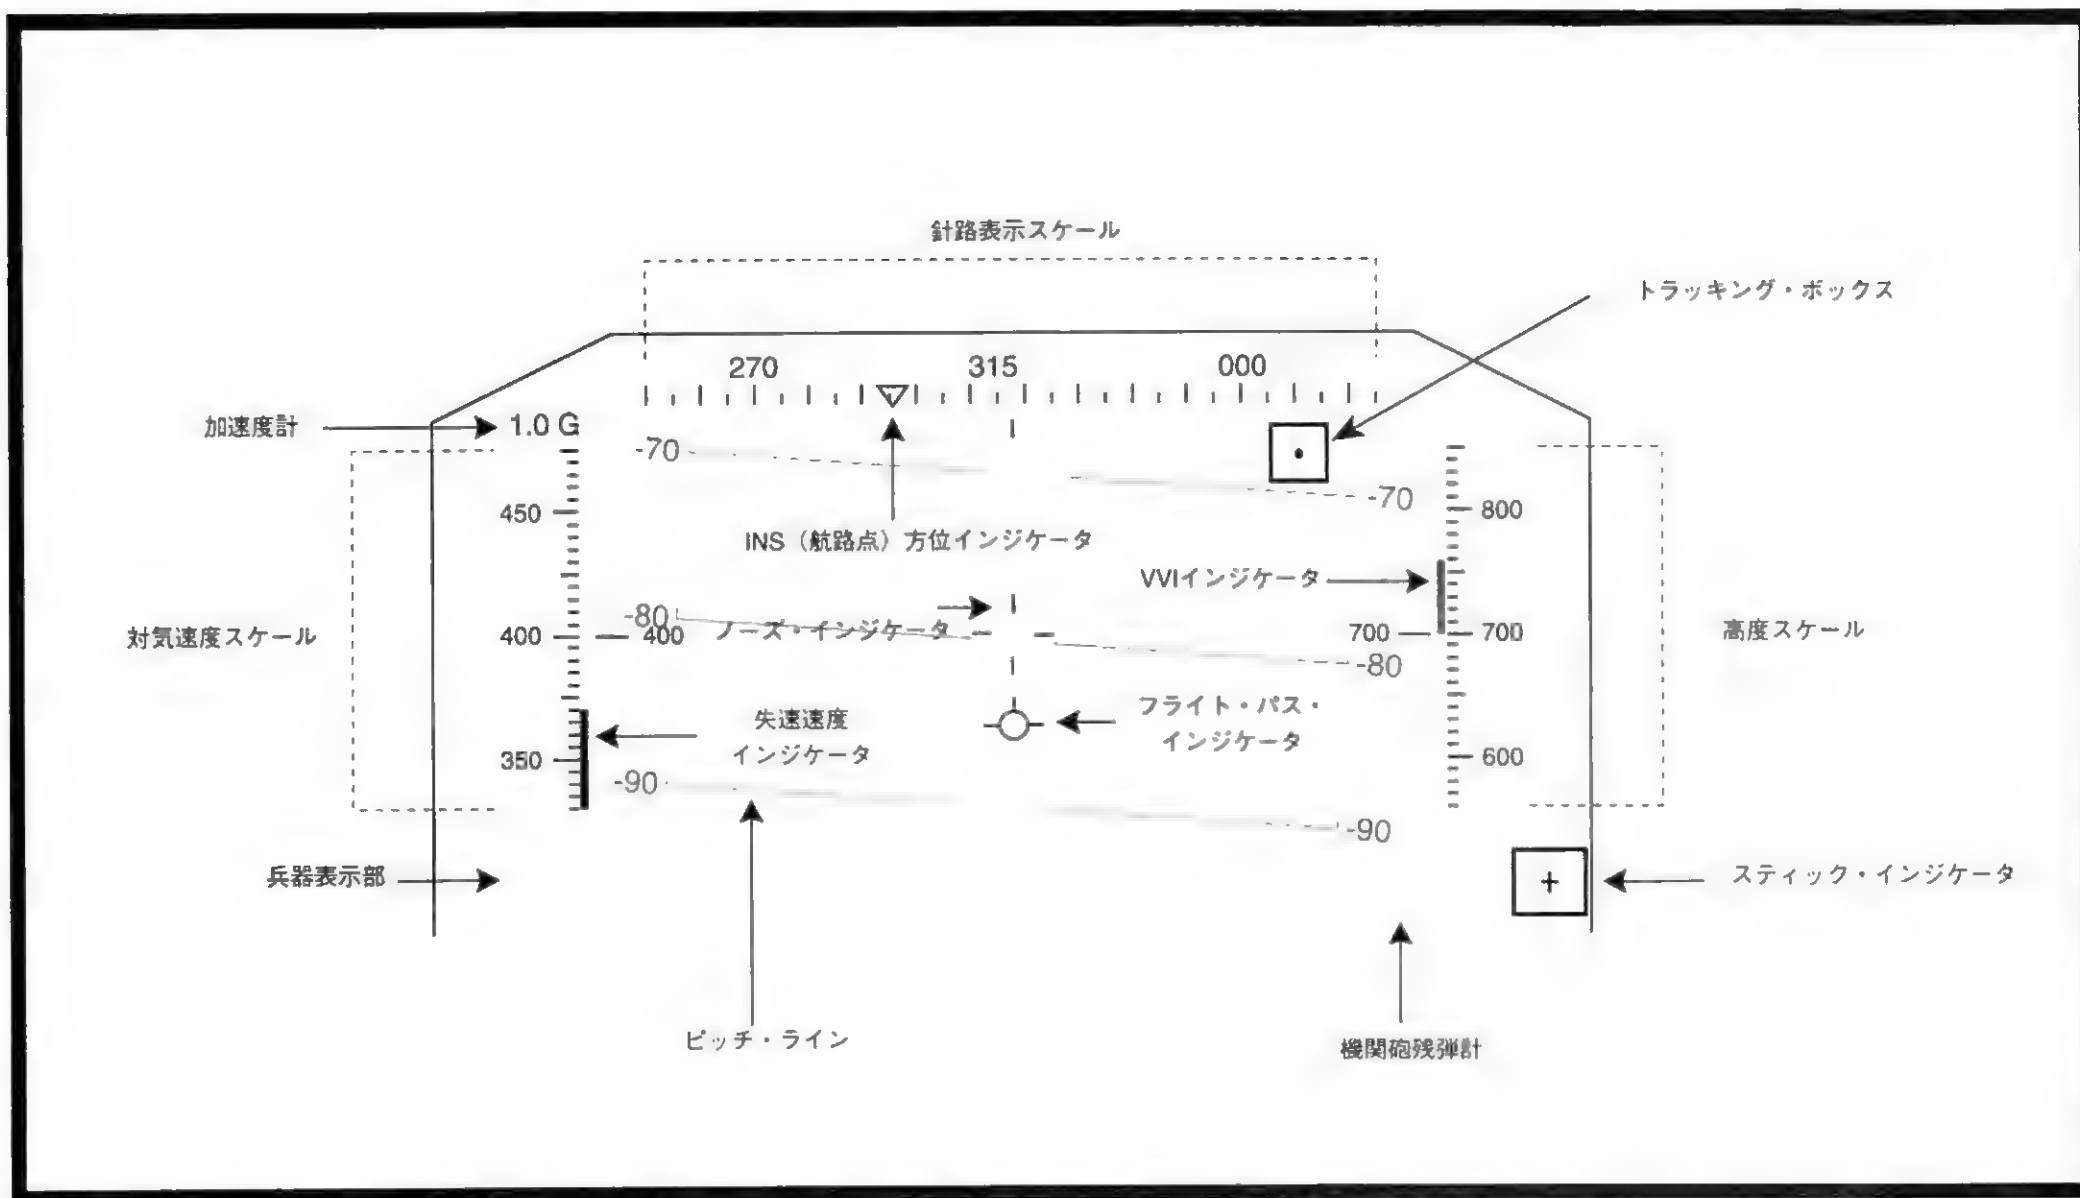 針路表示スケール
トラッキング・ボックス
270 315 000
加速度計 1.0 G
-70
-70
450
800
INS（航路点）方位インジケータ
VVIインジケータ
対気速度スケール
400 400
-80
ノーズ・インジケータ
700 700
-80
高度スケール
失速速度
インジケータ
フライト・パス・
インジケータ
350
-90
600
-90
兵器表示部
スティック・インジケータ
ピッチ・ライン
機関砲残弾計